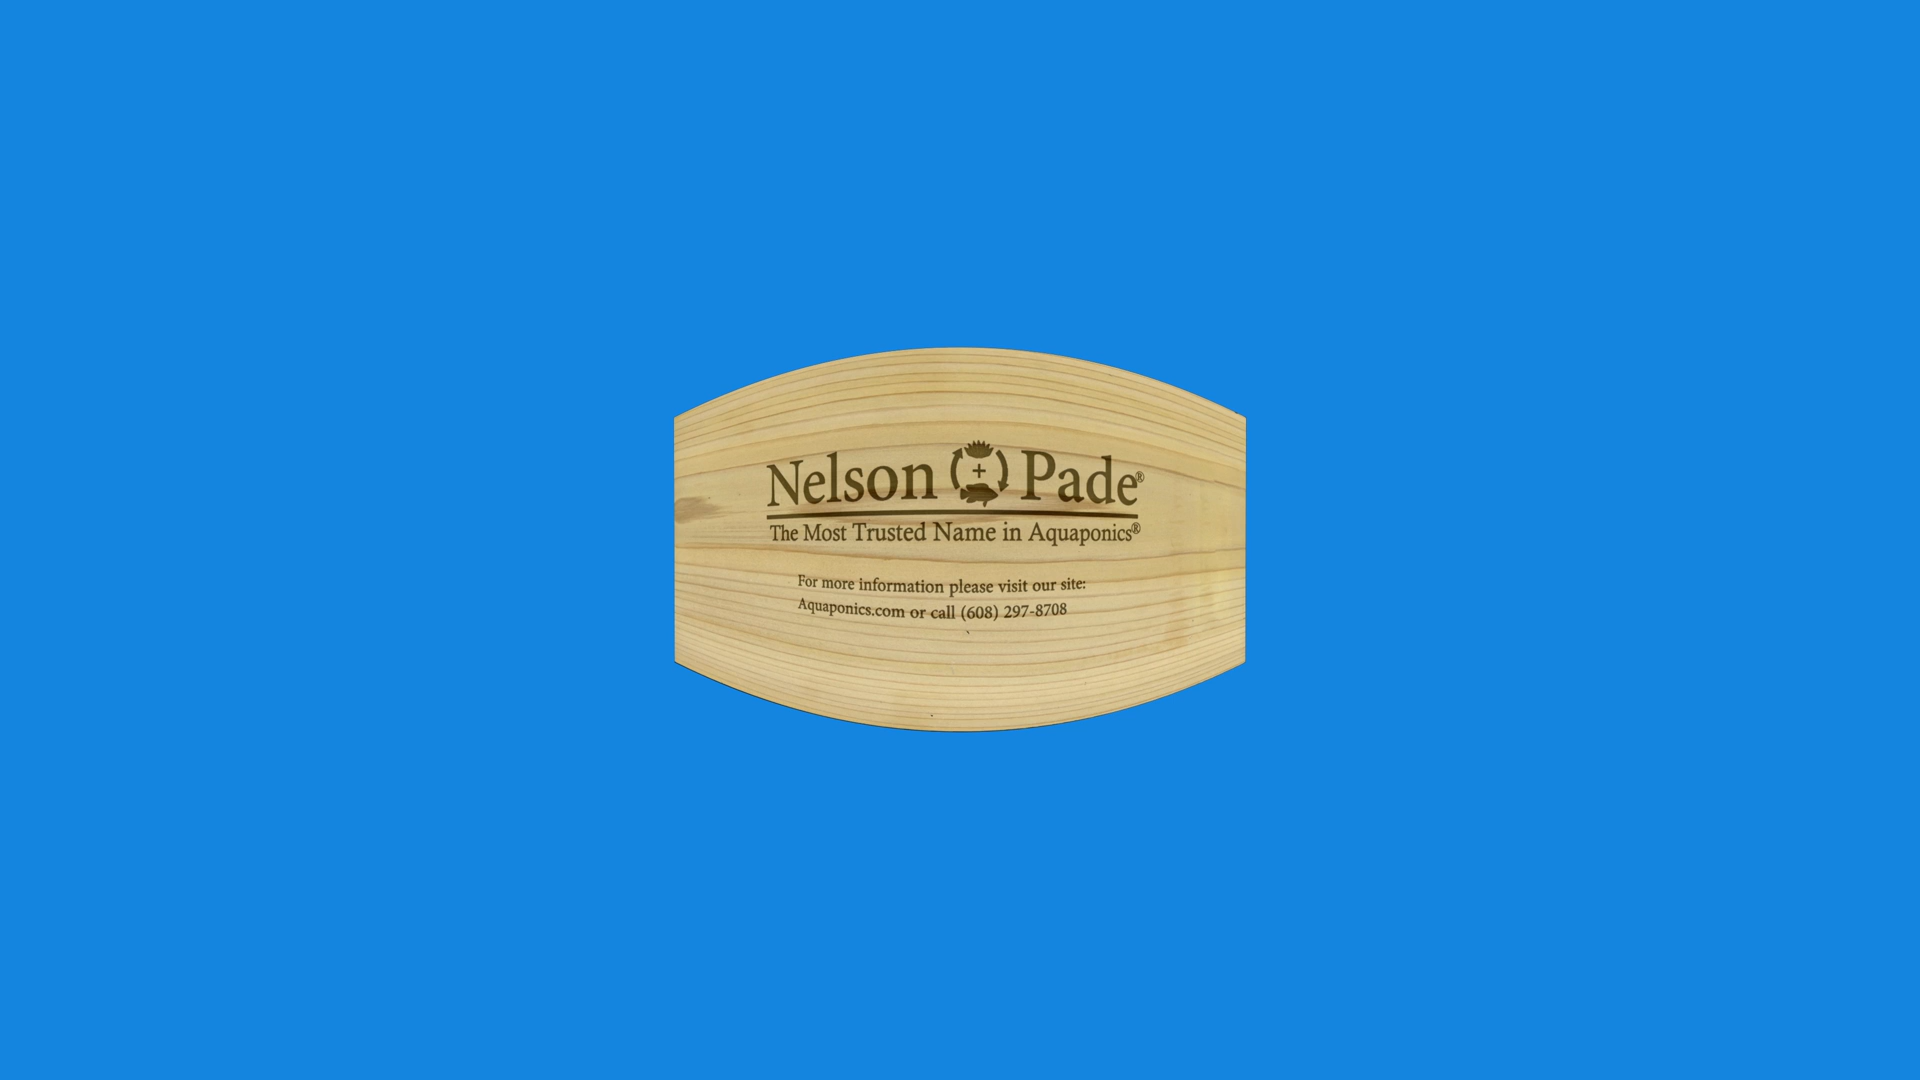 Nelson + Pade®
The Most Trusted Name in Aquaponics®
For more information please visit our site:
Aquaponics.com or call (608) 297-8708